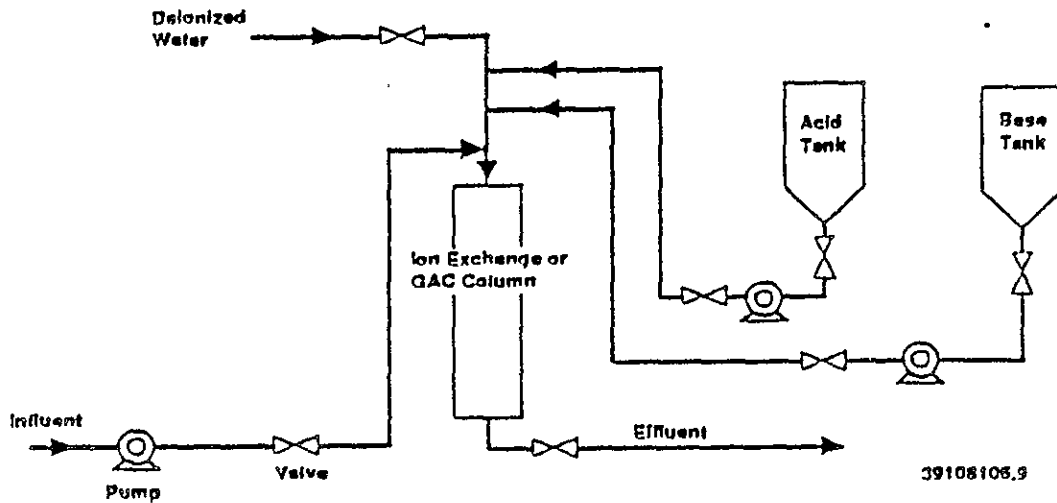 Deionized
Water
Acid
Tank
Base
Tank
Ion Exchange or
GAC Column
Influent
Effluent
Valve
Pump
39108106.9